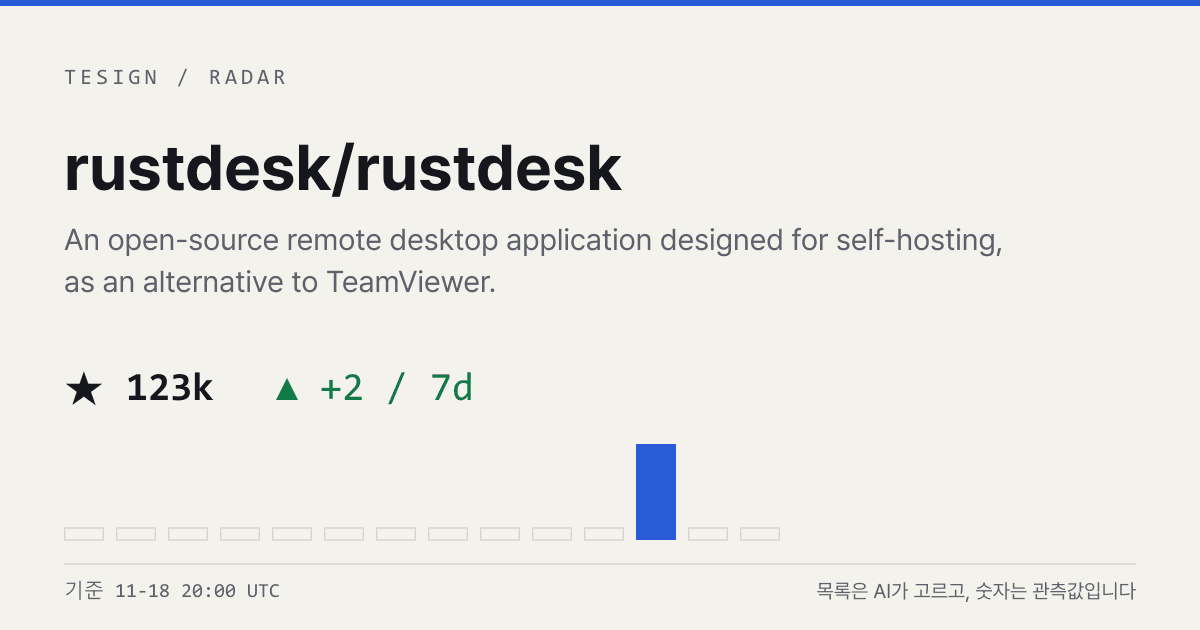 TESIGN / RADAR
rustdesk/rustdesk
An open-source remote desktop application designed for self-hosting,
as an alternative to TeamViewer.
★ 123k ▲ +2 / 7d
기준 11-18 20:00 UTC
목록은 AI가 고르고, 숫자는 관측값입니다